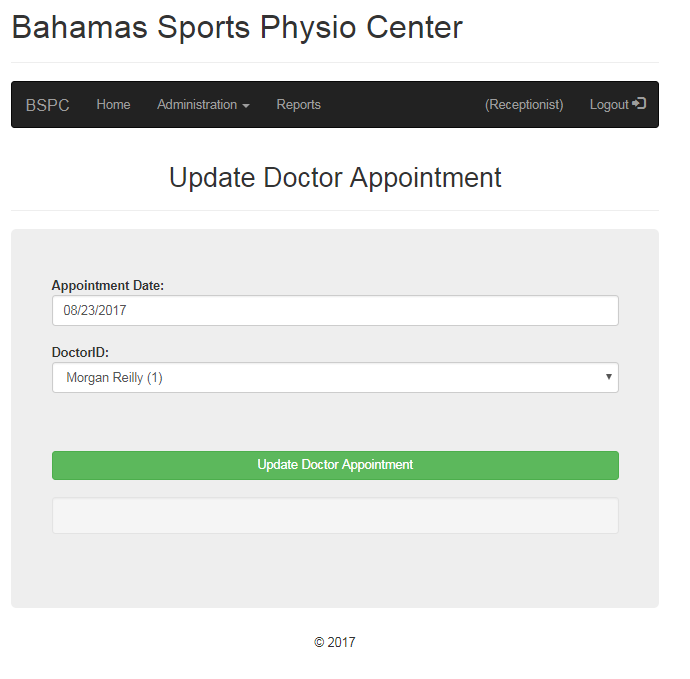 Bahamas Sports Physio Center
BSPC Home Administration Reports (Receptionist) Logout
Update Doctor Appointment
Appointment Date:
08/23/2017
DoctorID:
Morgan Reilly (1)
Update Doctor Appointment
© 2017